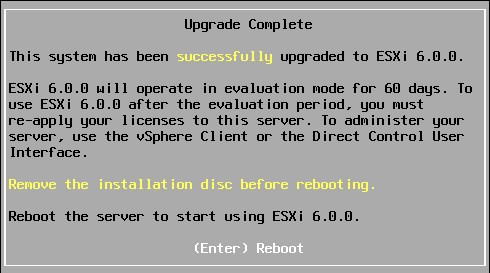 Upgrade Complete
This system has been successfully upgraded to ESXi 6.0.0.
ESXi 6.0.0 will operate in evaluation mode for 60 days. To
use ESXi 6.0.0 after the evaluation period, you must
re-apply your licenses to this server. To administer your
server, use the vSphere Client or the Direct Control User
Interface.
Remove the installation disc before rebooting.
Reboot the server to start using ESXi 6.0.0.
(Enter) Reboot